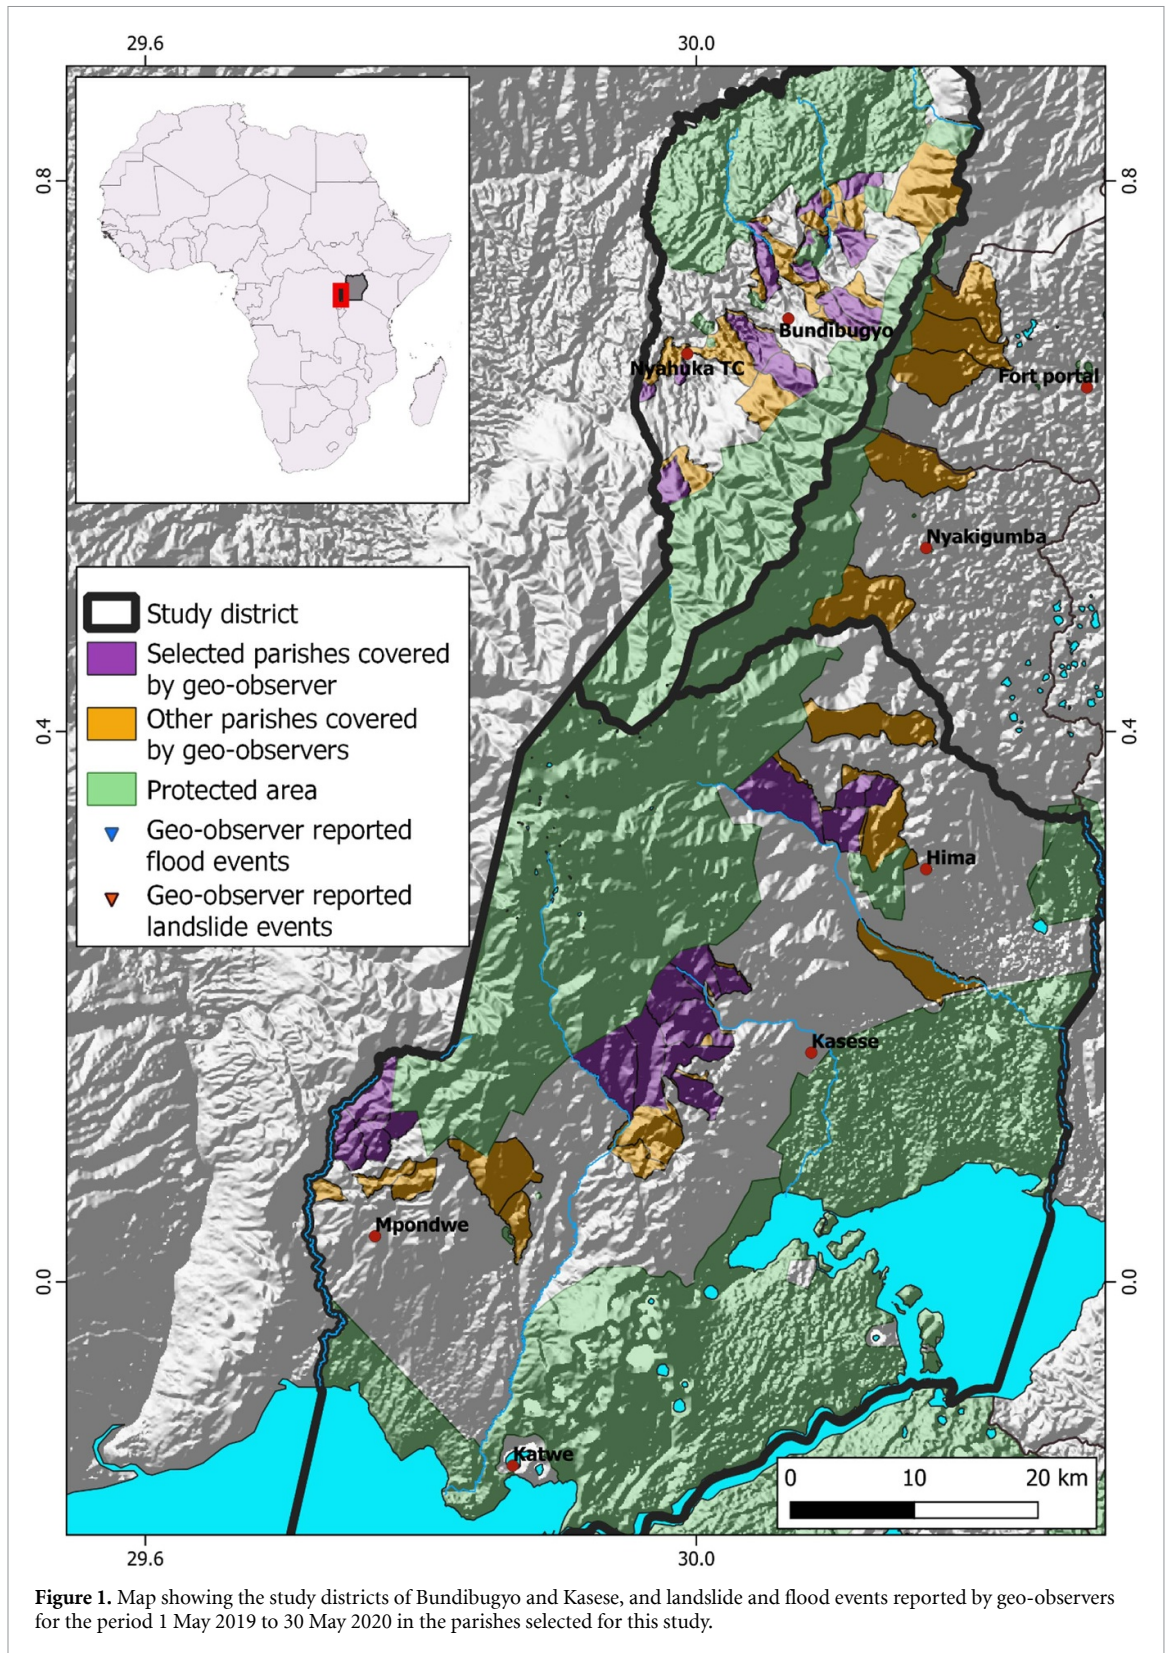 29.6
30.0
0.8
0.8
Bundibugyo
Nyahuka TC
Fort portal
Nyakigumba
Study district
Selected parishes covered
by geo-observer
Other parishes covered
by geo-observers
Protected area
Geo-observer reported
flood events
Geo-observer reported
landslide events
0.4
0.4
Hima
Kasese
Mpondwe
0.0
0.0
Katwe
0 10 20 km
29.6
30.0
Figure 1. Map showing the study districts of Bundibugyo and Kasese, and landslide and flood events reported by geo-observers
for the period 1 May 2019 to 30 May 2020 in the parishes selected for this study.